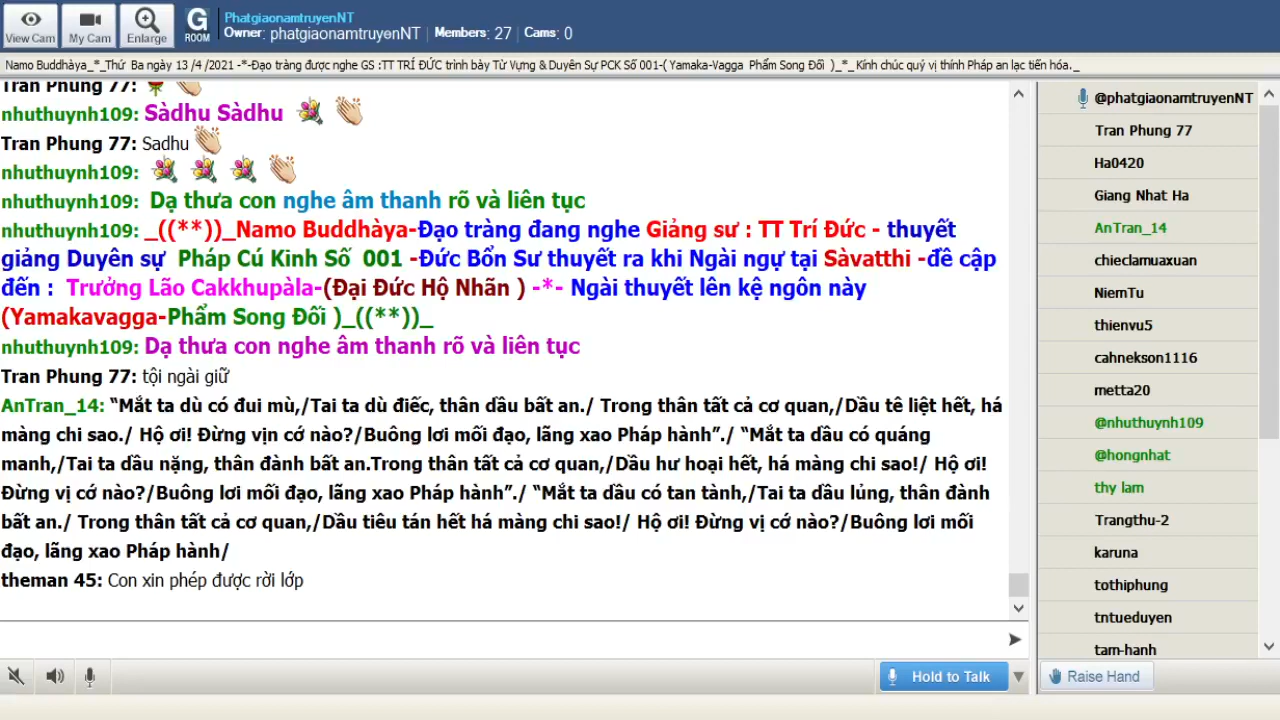 View Cam
My Cam
Enlarge
G
ROOM
PhatgiaonamtruyenNT
Owner: phatgiaonamtruyenNT | Members: 27 | Cams: 0
Namo Buddhàya_*_Thứ Ba ngày 13 /4 /2021 -*-Đạo tràng được nghe GS :TT TRÍ ĐỨC trình bày Từ Vựng & Duyên Sự PCK Số 001-( Yamaka-Vagga Phẩm Song Đối )_*_ Kính chúc quý vị thính Pháp an lạc tiến hóa._
Tran Phung 77:
nhuthuynh109: Sàdhu Sàdhu
Tran Phung 77: Sadhu
nhuthuynh109:
nhuthuynh109: Dạ thưa con nghe âm thanh rõ và liên tục
nhuthuynh109: _((**))_Namo Buddhàya-Đạo tràng đang nghe Giảng sư : TT Trí Đức - thuyết
giảng Duyên sự Pháp Cú Kinh Số 001 -Đức Bổn Sư thuyết ra khi Ngài ngự tại Sàvatthi -đề cập
đến : Trưởng Lão Cakkhupàla-(Đại Đức Hộ Nhãn ) -*- Ngài thuyết lên kệ ngôn này
(Yamakavagga-Phẩm Song Đối )_((**))_
nhuthuynh109: Dạ thưa con nghe âm thanh rõ và liên tục
Tran Phung 77: tội ngài giữ
AnTran_14: “Mắt ta dù có đui mù,/Tai ta dù điếc, thân dầu bất an./ Trong thân tất cả cơ quan,/Dầu tê liệt hết, há
màng chi sao./ Hộ ơi! Đừng vịn cớ nào?/Buông lơi mối đạo, lãng xao Pháp hành”./ “Mắt ta dầu có quáng
manh,/Tai ta dầu nặng, thân đành bất an.Trong thân tất cả cơ quan,/Dầu hư hoại hết, há màng chi sao!/ Hộ ơi!
Đừng vị cớ nào?/Buông lơi mối đạo, lãng xao Pháp hành”./ “Mắt ta dầu có tan tành,/Tai ta dầu lủng, thân đành
bất an./ Trong thân tất cả cơ quan,/Dầu tiêu tán hết há màng chi sao!/ Hộ ơi! Đừng vị cớ nào?/Buông lơi mối
đạo, lãng xao Pháp hành/
theman 45: Con xin phép được rời lớp
@phatgiaonamtruyenNT
Tran Phung 77
Ha0420
Giang Nhat Ha
AnTran_14
chieclamuaxuan
NiemTu
thienvu5
cahnekson1116
metta20
@nhuthuynh109
@hongnhat
thy lam
Trangthu-2
karuna
tothiphung
tntueduyen
tam-hanh
Hold to Talk
Raise Hand